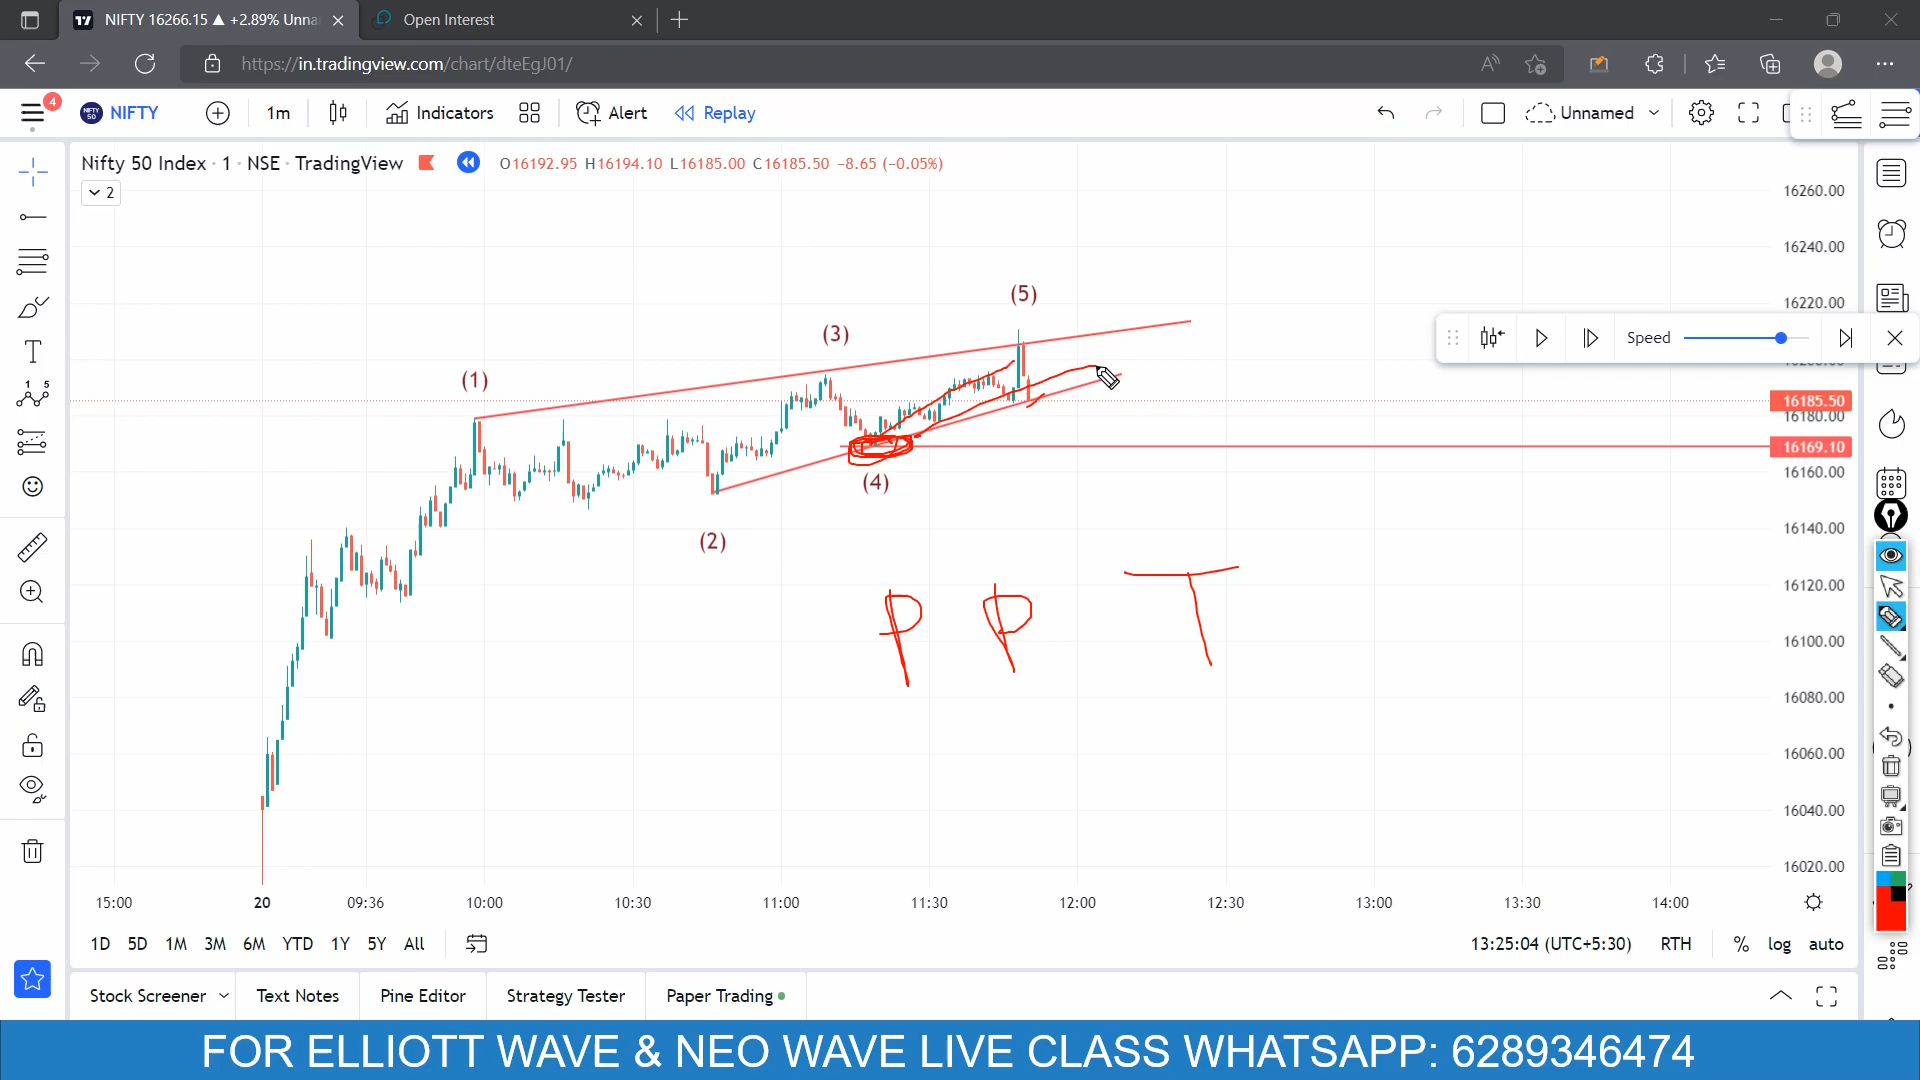 NIFTY 16266.15 ▲ +2.89% Unna
Open Interest
https://in.tradingview.com/chart/dteEgJ01/
4
NIFTY 1m Indicators Alert Replay Unnamed
Nifty 50 Index · 1 · NSE · TradingView O16192.95 H16194.10 L16185.00 C16185.50 −8.65 (−0.05%)
2
16260.00
16240.00
16220.00
Speed
16185.50
16180.00
16169.10
16160.00
16140.00
16120.00
16100.00
16080.00
16060.00
16040.00
16020.00
(1)
(2)
(3)
(4)
(5)
P P T
15:00 20 09:36 10:00 10:30 11:00 11:30 12:00 12:30 13:00 13:30 14:00
1D 5D 1M 3M 6M YTD 1Y 5Y All 13:25:04 (UTC+5:30) RTH % log auto
Stock Screener Text Notes Pine Editor Strategy Tester Paper Trading
FOR ELLIOTT WAVE & NEO WAVE LIVE CLASS WHATSAPP: 6289346474